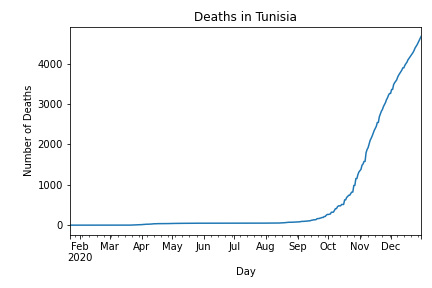 Deaths in Tunisia
Number of Deaths
4000
3000
2000
1000
0
Feb Mar Apr May Jun Jul Aug Sep Oct Nov Dec
2020
Day